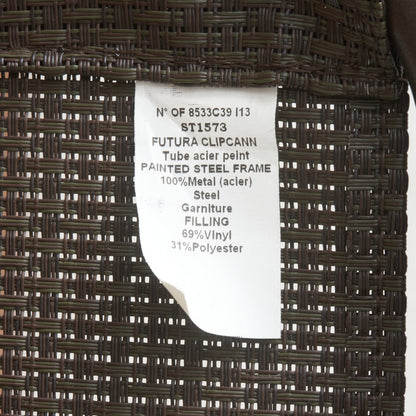 N° OF 8533C39 I13
ST1573
FUTURA CLIPCANN
Tube acier peint
PAINTED STEEL FRAME
100%Metal (acier)
Steel
Garniture
FILLING
69%Vinyl
31%Polyester